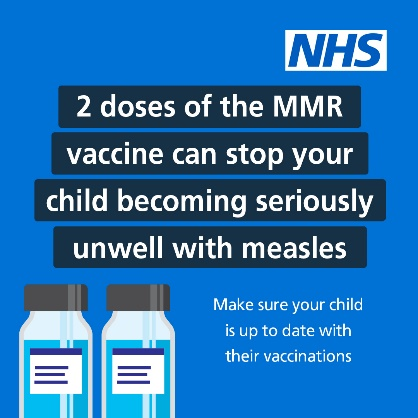 NHS
2 doses of the MMR
vaccine can stop your
child becoming seriously
unwell with measles
Make sure your child
is up to date with
their vaccinations